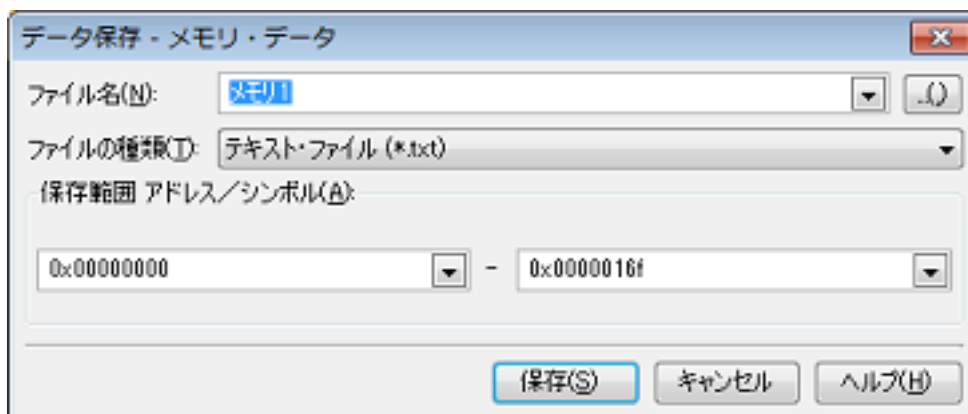 データ保存 - メモリ・データ
ファイル名(N): メモリ1 ...()
ファイルの種類(T): テキスト・ファイル (*.txt)
保存範囲 アドレス／シンボル(A):
0x00000000 - 0x0000016f
保存(S) キャンセル ヘルプ(H)